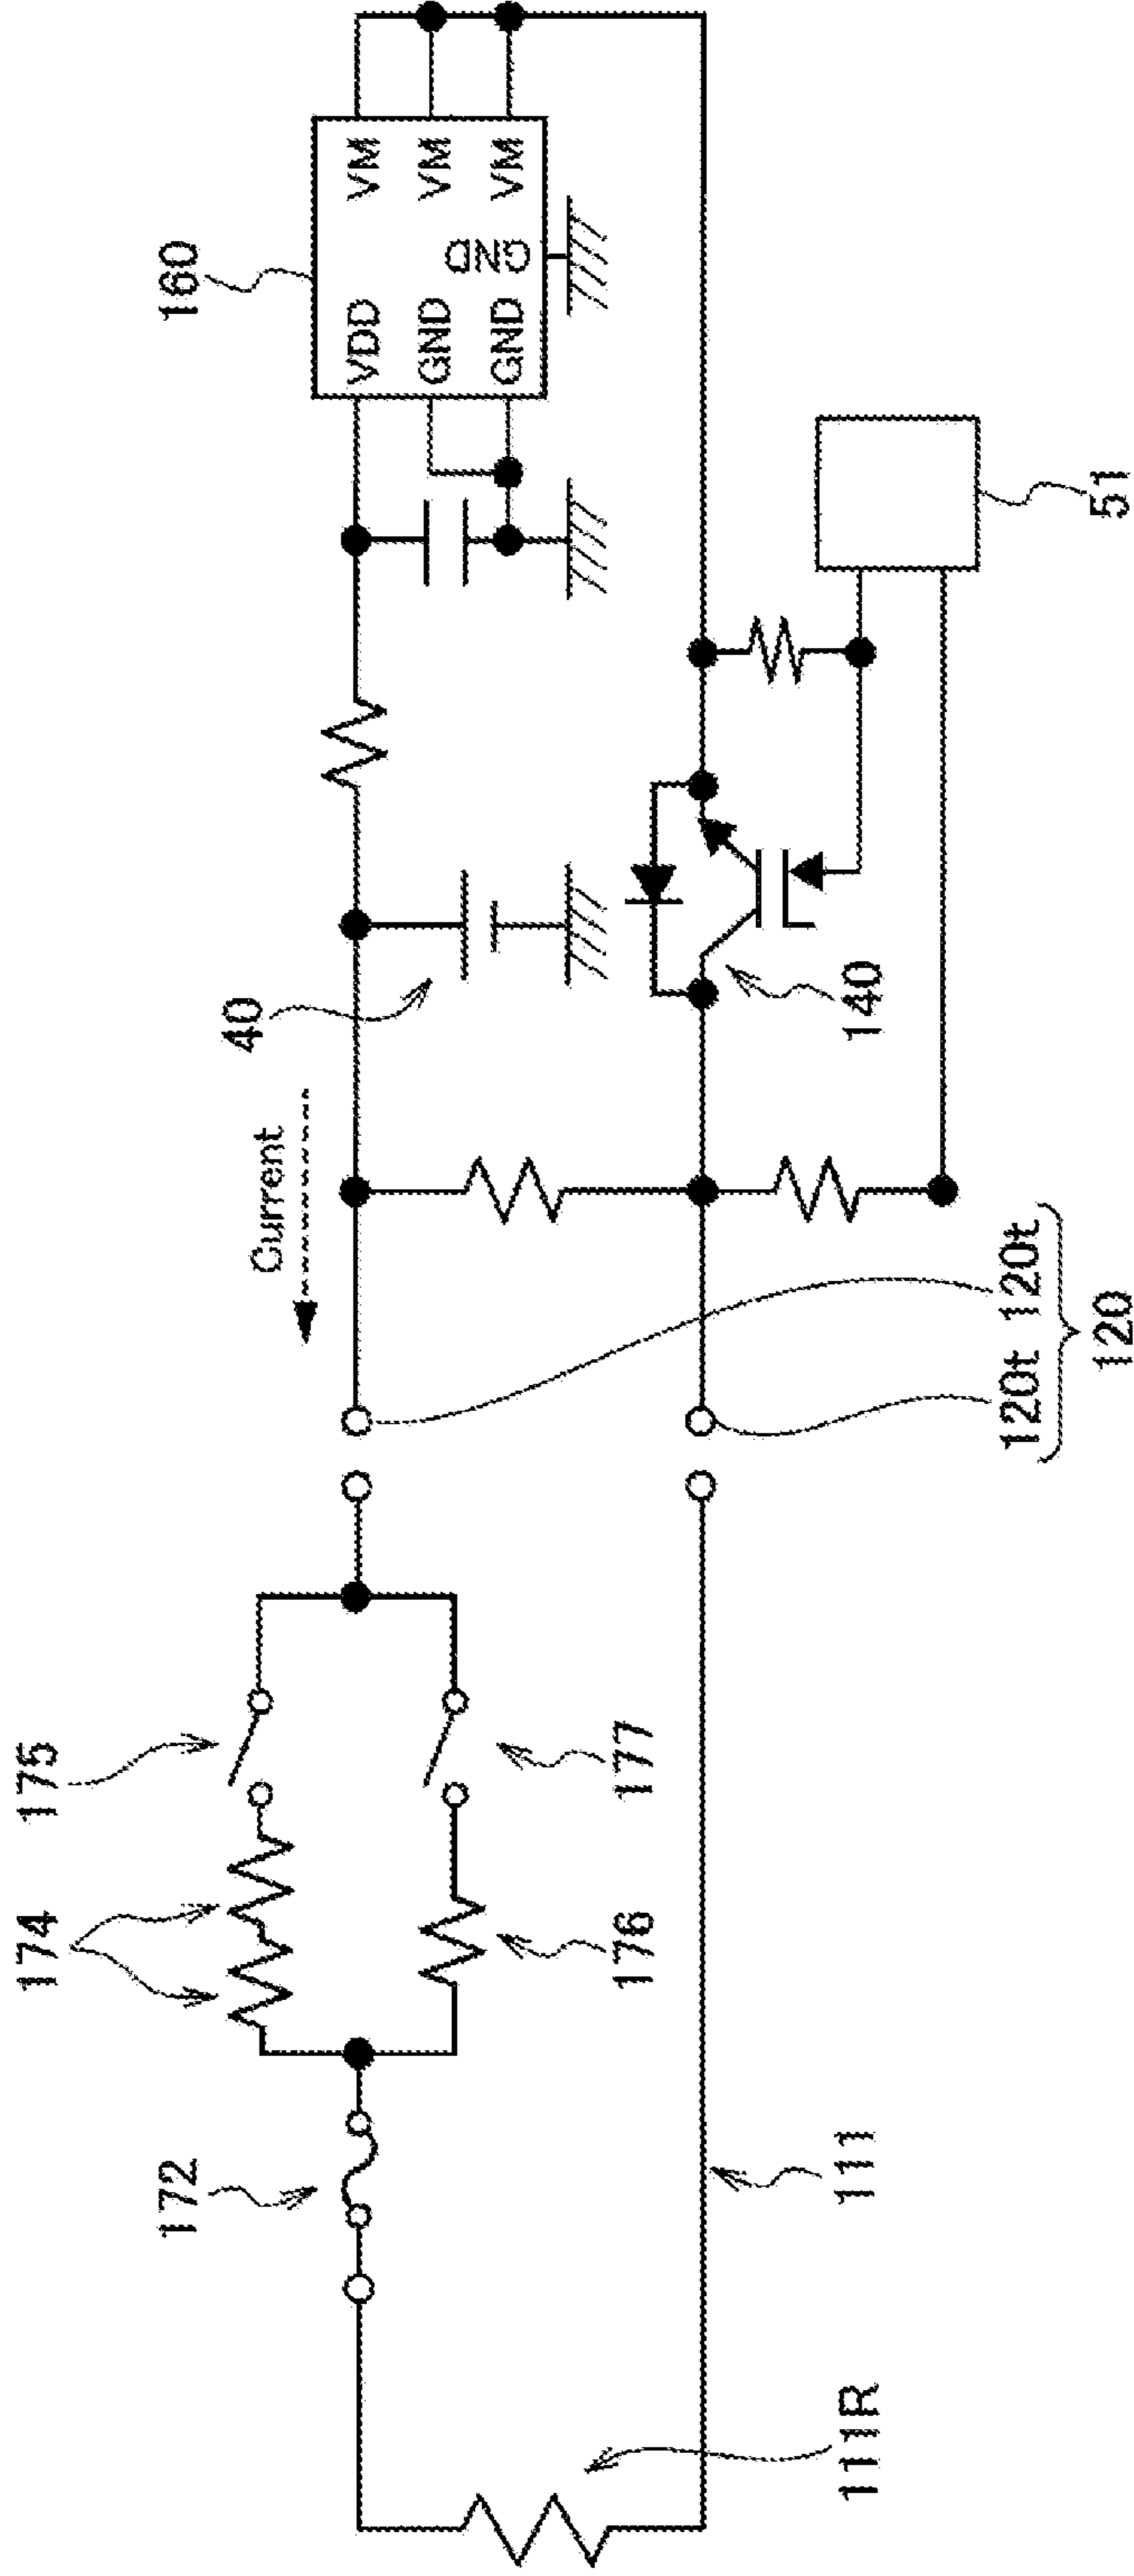 160
VDD
VM
GND
VM
GND
VM
GND
40
Current
140
51
120t
120t
120
175
174
177
176
172
111
111R